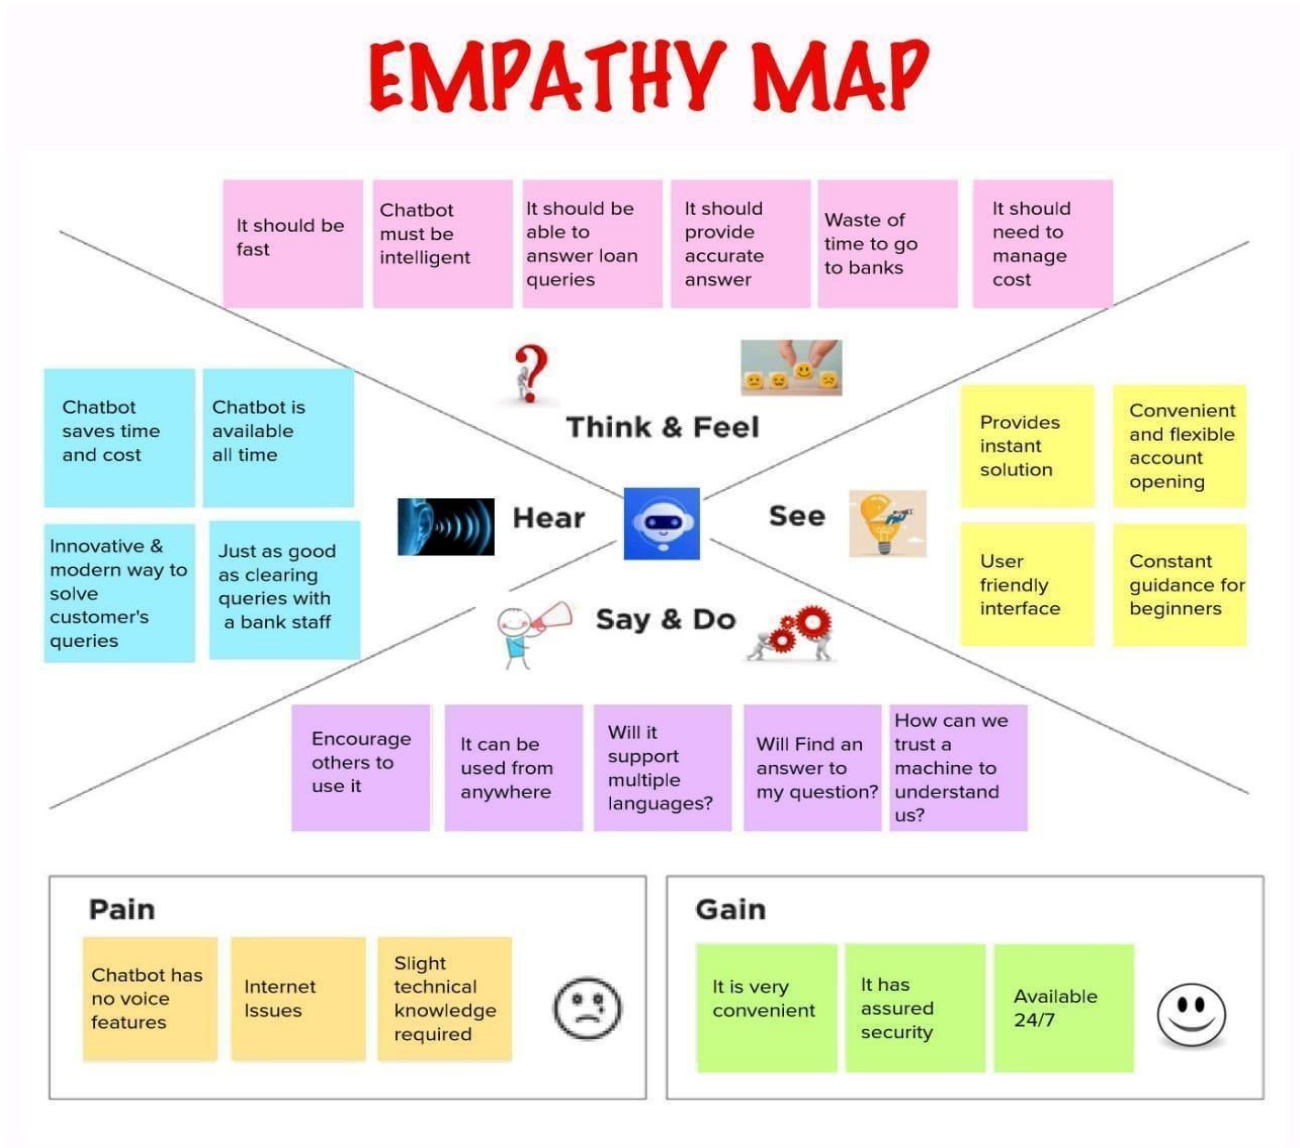 EMPATHY MAP
It should be
fast
Chatbot
must be
intelligent
It should be
able to
answer loan
queries
It should
provide
accurate
answer
Waste of
time to go
to banks
It should
need to
manage
cost
Think & Feel
Chatbot
saves time
and cost
Chatbot is
available
all time
Innovative &
modern way to
solve
customer's
queries
Just as good
as clearing
queries with
a bank staff
Hear
See
Provides
instant
solution
Convenient
and flexible
account
opening
User
friendly
interface
Constant
guidance for
beginners
Say & Do
Encourage
others to
use it
It can be
used from
anywhere
Will it
support
multiple
languages?
Will Find an
answer to
my question?
How can we
trust a
machine to
understand
us?
Pain
Chatbot has
no voice
features
Internet
Issues
Slight
technical
knowledge
required
Gain
It is very
convenient
It has
assured
security
Available
24/7